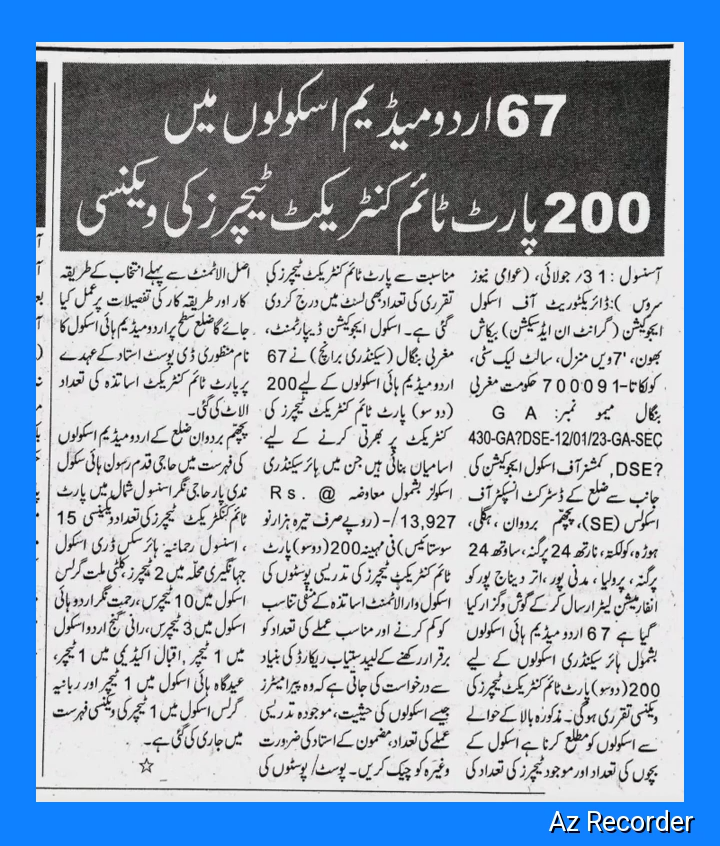 67 اردو میڈیم اسکولوں میں
200 پارٹ ٹائم کنٹریکٹ ٹیچرز کی ویکنسی
آسنسول : 31؍ جولائی، (عوامی نیوز
سروس ):ڈائریکٹوریٹ آف اسکول
ایجوکیشن (گرانٹ ان ایڈسیکشن) بیکاش
بھون، '7ویں منزل، سالٹ لیک سٹی،
کولکاتا-700091 حکومت مغربی
بنگال میمو نمبر: G A
430-GA?DSE-12/01/23-GA-SEC
?DSE, کمشنر آف اسکول ایجوکیشن کی
جانب سے ضلع کے ڈسٹرکٹ انسپکٹر آف
اسکولس (SE)، پچھم بردوان ، ہگلی،
ہوڑہ، کولکتہ، نارتھ 24 پرگنہ، ساؤتھ 24
پرگنہ ، پرولیا ، مدنی پور، اتر دیناج پور کو
انفارمیشن لیٹر ارسال کر کے گوش و گزار کیا
گیا ہے 67 اردو میڈیم ہائی اسکولوں
بشمول ہائر سیکنڈری اسکولوں کے لیے
200(دوسو) پارٹ ٹائم کنٹریکٹ ٹیچرز کی
ویکنسی تقرری ہوگی۔ مذکورہ بالا کے حوالے
سے اسکولوں کو مطلع کرنا ہے اسکول کے
بچوں کی تعداد اور موجود ٹیچرز کی تعداد کی
مناسبت سے پارٹ ٹائم کنٹریکٹ ٹیچرز کی
تقرری کی تعداد بھی لسٹ میں درج کر دی
گئی ہے۔ اسکول ایجوکیشن ڈیپارٹمنٹ،
مغربی بنگال (سیکنڈری برانچ) نے 67
اردو میڈیم ہائی اسکولوں کے لیے 200
(دو سو) پارٹ ٹائم کنٹریکٹ ٹیچرز کی
کنٹریکٹ پر بھرتی کرنے کے لیے
اسامیاں بنائی ہیں جن میں ہائر سیکنڈری
اسکولز بشمول معاوضہ @ Rs.
13,927/- (روپے صرف تیرہ ہزار نو
سو ستائیس) فی مہینہ 200 (دوسو) پارٹ
ٹائم کنٹریکٹ ٹیچرز کی تدریسی پوسٹوں کی
اسکول وار الاٹمنٹ اساتذہ کے منفی تناسب
کو کم کرنے اور مناسب عملے کی تعداد کو
برقرار رکھنے کے لیے دستیاب ریکارڈ کی بنیاد
سے درخواست کی جاتی ہے کہ وہ پیرامیٹرز
جیسے اسکولوں کی حیثیت، موجودہ تدریسی
عملے کی تعداد، مضمون کے استاد کی ضرورت
وغیرہ کو چیک کریں۔ پوسٹ/ پوسٹوں کی
اصل الاٹمنٹ سے پہلے انتخاب کے طریقہ
کار اور طریقہ کار کی تفصیلات پر عمل کیا
جائے گا ضلع سطح پر اردو میڈیم ہائی اسکول کا
نام منظوری ڈی پوسٹ استاد کے عہدے
پر پارٹ ٹائم کنٹریکٹ اساتذہ کی تعداد
الاٹ کی گئی۔
پچھم بردوان ضلع کے اردو میڈیم اسکولوں
کی فہرست میں حاجی قدم رسول ہائی سکول
ندی پار حاجی نگر اسنسول شمال میں پارٹ
ٹائم کنٹگریکٹ ٹیچرز کی تعداد ویکینسی 15
، اسنسول رحمانیہ ہائر سکنڈری اسکول
جہانگیری محلہ میں 2 ٹیچرز، کلٹی ملت گرلس
اسکول میں 10 ٹیچرس، رحمت نگر اردو ہائی
اسکول میں 3 ٹیچرس، رانی گنج اردو اسکول
میں 1 ٹیچر ، اقبال اکیڈیمی میں 1 ٹیچر،
عیدگاہ ہائی اسکول میں 1 ٹیچر اور ربانیہ
گرلس اسکول میں 1 ٹیچر کی ویکنسی فہرست
میں جاری کی گئی ہے۔
☆
Az Recorder